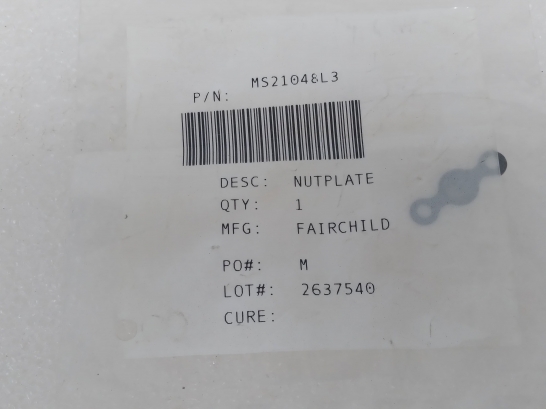 P/N: MS21048L3
DESC: NUTPLATE
QTY: 1
MFG: FAIRCHILD
PO#: M
LOT#: 2637540
CURE: